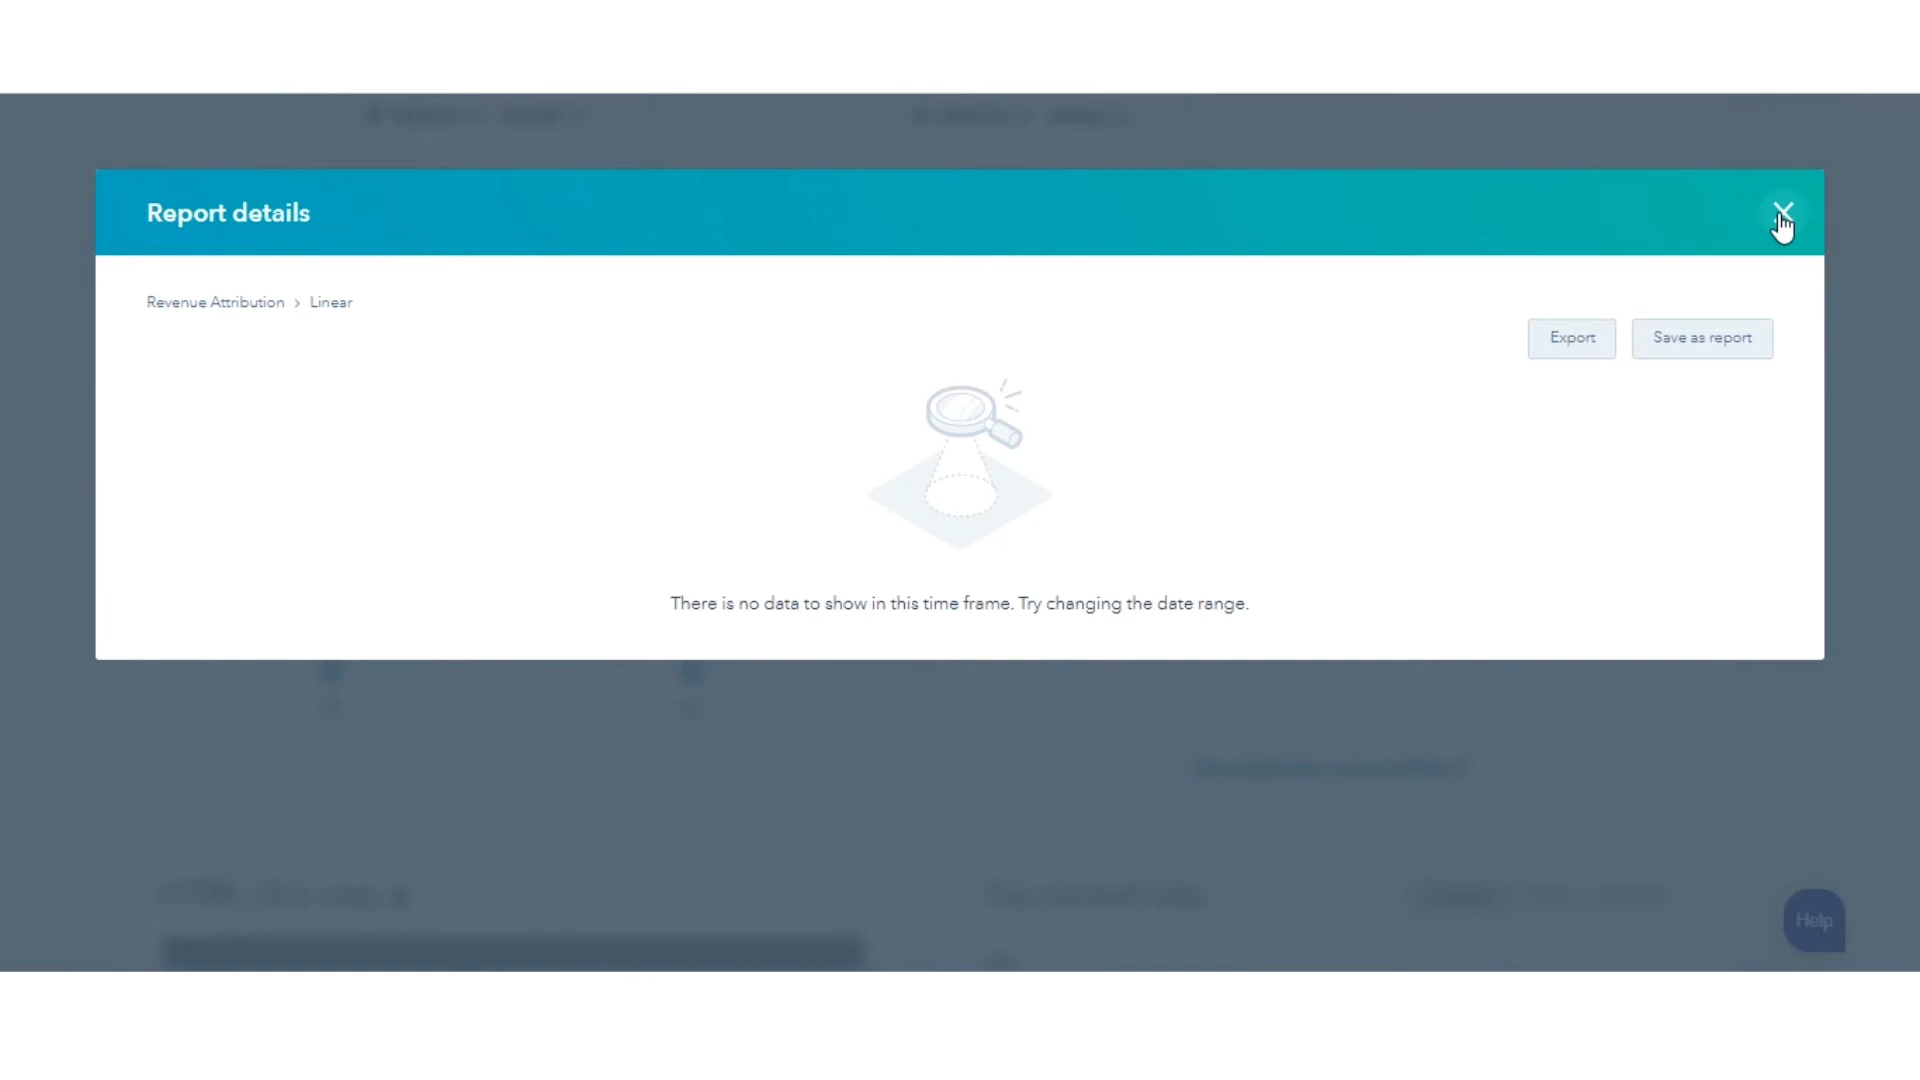 Report details
Revenue Attribution > Linear
Export
Save as report
There is no data to show in this time frame. Try changing the date range.
Help